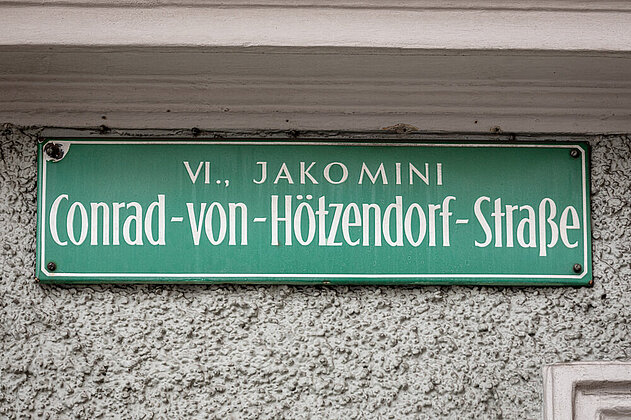 VI., JAKOMINI
Conrad-von-Hötzendorf-Straße